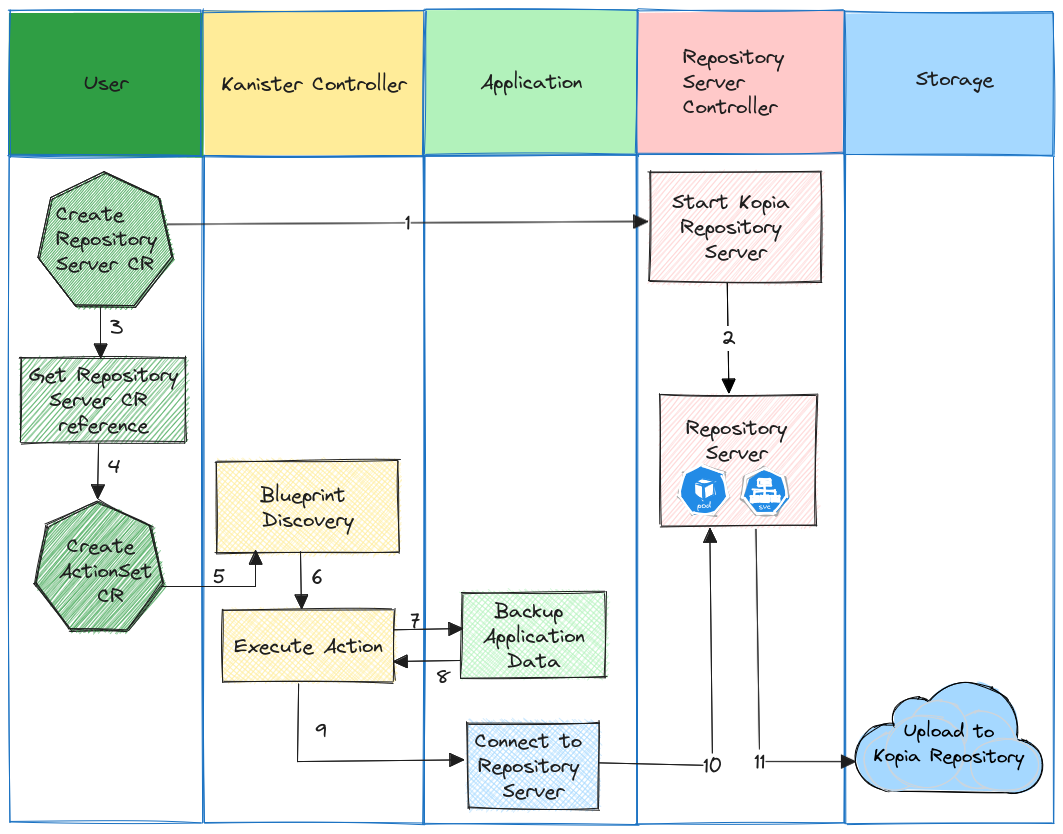 User
Kanister Controller
Application
Repository
Server
Controller
Storage
Create
Repository
Server CR
1
Start Kopia
Repository
Server
3
2
Get Repository
Server CR
reference
Repository
Server
pod
svc
4
Blueprint
Discovery
Create
ActionSet
CR
5
6
Execute Action
7
Backup
Application
Data
8
9
Connect to
Repository
Server
10
11
Upload to
Kopia Repository